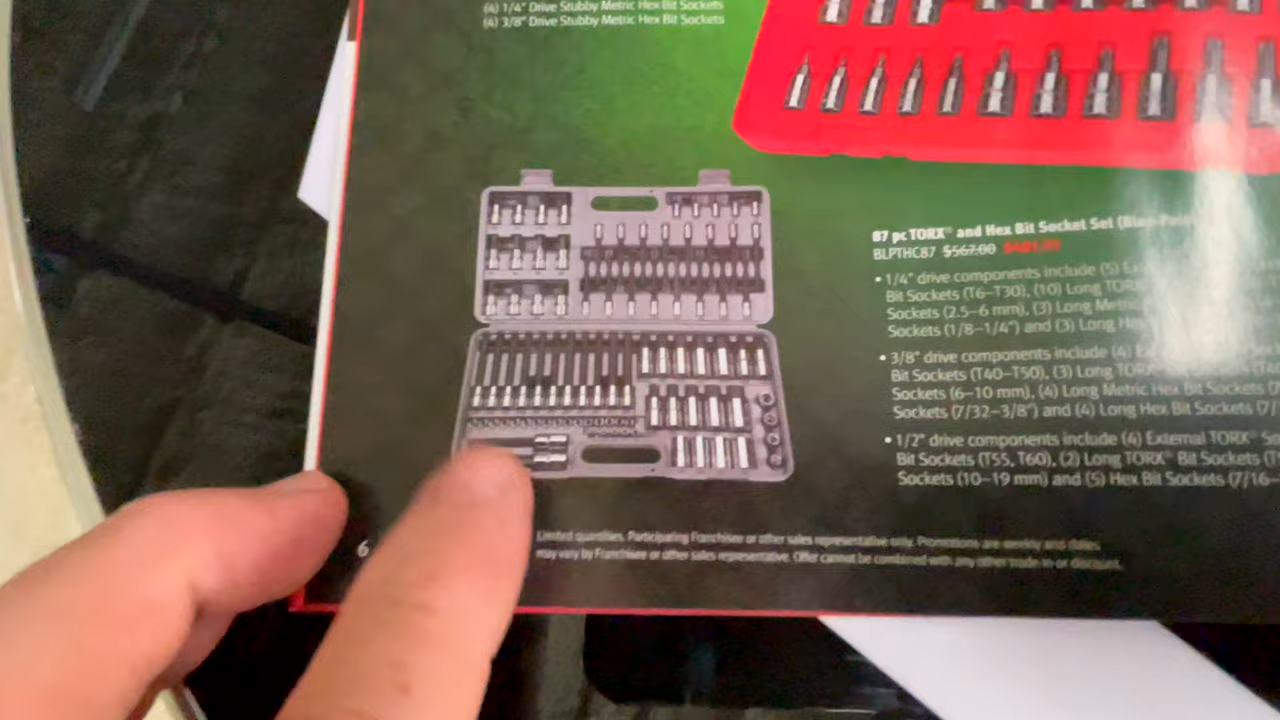 (4) 1/4" Drive Stubby Metric Hex Bit Sockets
(4) 3/8" Drive Stubby Metric Hex Bit Sockets
87 pc TORX® and Hex Bit Socket Set (Blue-Point
BLPTHC87 $567.00
• 1/4" drive components include (5)
Bit Sockets (T6–T30), (10) Long TORX
Sockets (2.5–6 mm), (3) Long Metric
Sockets (1/8–1/4") and (3) Long
• 3/8" drive components include (4)
Bit Sockets (T40–T50), (3) Long TORX
Sockets (6–10 mm), (4) Long Metric Hex Bit Sockets
Sockets (7/32–3/8") and (4) Long Hex Bit Sockets (7/
• 1/2" drive components include (4) External TORX®
Bit Sockets (T55, T60), (2) Long TORX® Bit Sockets
Sockets (10–19 mm) and (5) Hex Bit Sockets (7/16–
6
Limited quantities. Participating Franchisee or other sales representative only. Promotions are weekly and dates
may vary by Franchisee or other sales representative. Offer cannot be combined with any other trade-in or discount.